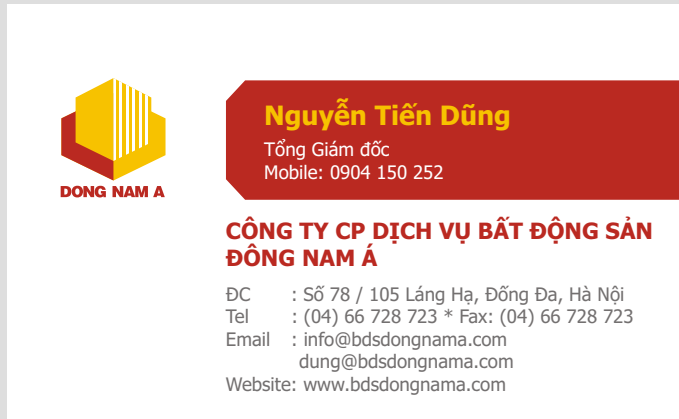 DONG NAM A
Nguyễn Tiến Dũng
Tổng Giám đốc
Mobile: 0904 150 252
CÔNG TY CP DỊCH VỤ BẤT ĐỘNG SẢN
ĐÔNG NAM Á
ĐC : Số 78 / 105 Láng Hạ, Đống Đa, Hà Nội
Tel : (04) 66 728 723 * Fax: (04) 66 728 723
Email : info@bdsdongnama.com
dung@bdsdongnama.com
Website: www.bdsdongnama.com